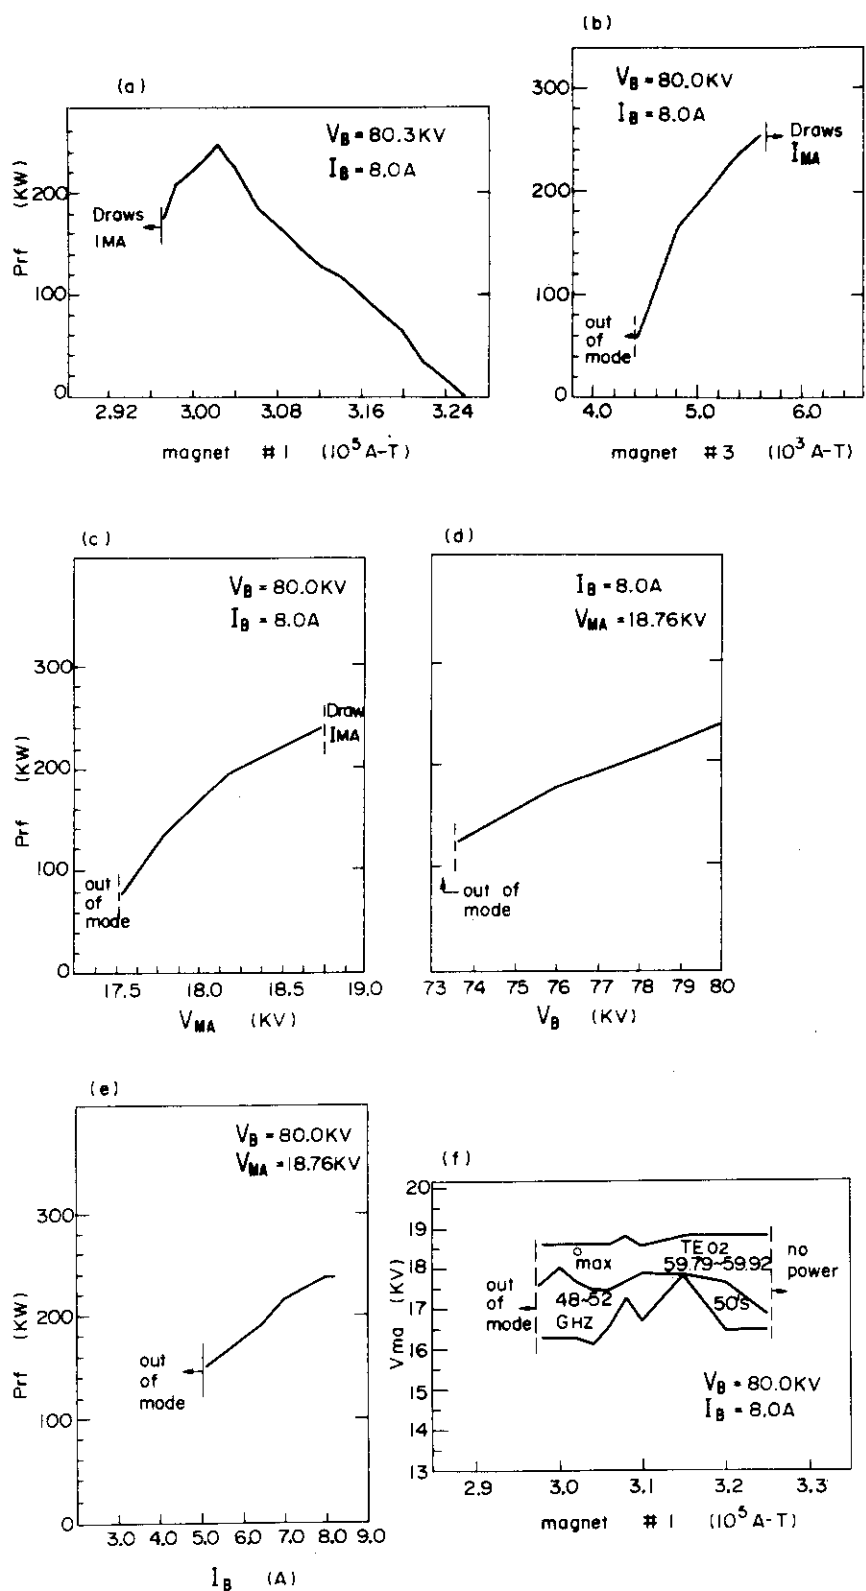 (a)
V_B = 80.3KV
I_B = 8.0A
Draws
I MA
Prf (KW)
200
100
0
2.92 3.00 3.08 3.16 3.24
magnet #1 (10^5 A-T)
(b)
V_B = 80.0KV
I_B = 8.0A
Draws
I_MA
out
of
mode
300
200
100
0
4.0 5.0 6.0
magnet #3 (10^3 A-T)
(c)
V_B = 80.0KV
I_B = 8.0A
Draw
I_MA
out
of
mode
Prf (KW)
300
200
100
0
17.5 18.0 18.5 19.0
V_MA (KV)
(d)
I_B = 8.0A
V_MA = 18.76KV
out of
mode
73 74 75 76 77 78 79 80
V_B (KV)
(e)
V_B = 80.0KV
V_MA = 18.76KV
out
of
mode
Prf (KW)
300
200
100
0
3.0 4.0 5.0 6.0 7.0 8.0 9.0
I_B (A)
(f)
Vma (KV)
20
19
18
17
16
15
14
13
max
TE02
59.79~59.92
no
power
out
of
mode
48~52
GHZ
50's
V_B = 80.0KV
I_B = 8.0A
2.9 3.0 3.1 3.2 3.3
magnet #1 (10^5 A-T)